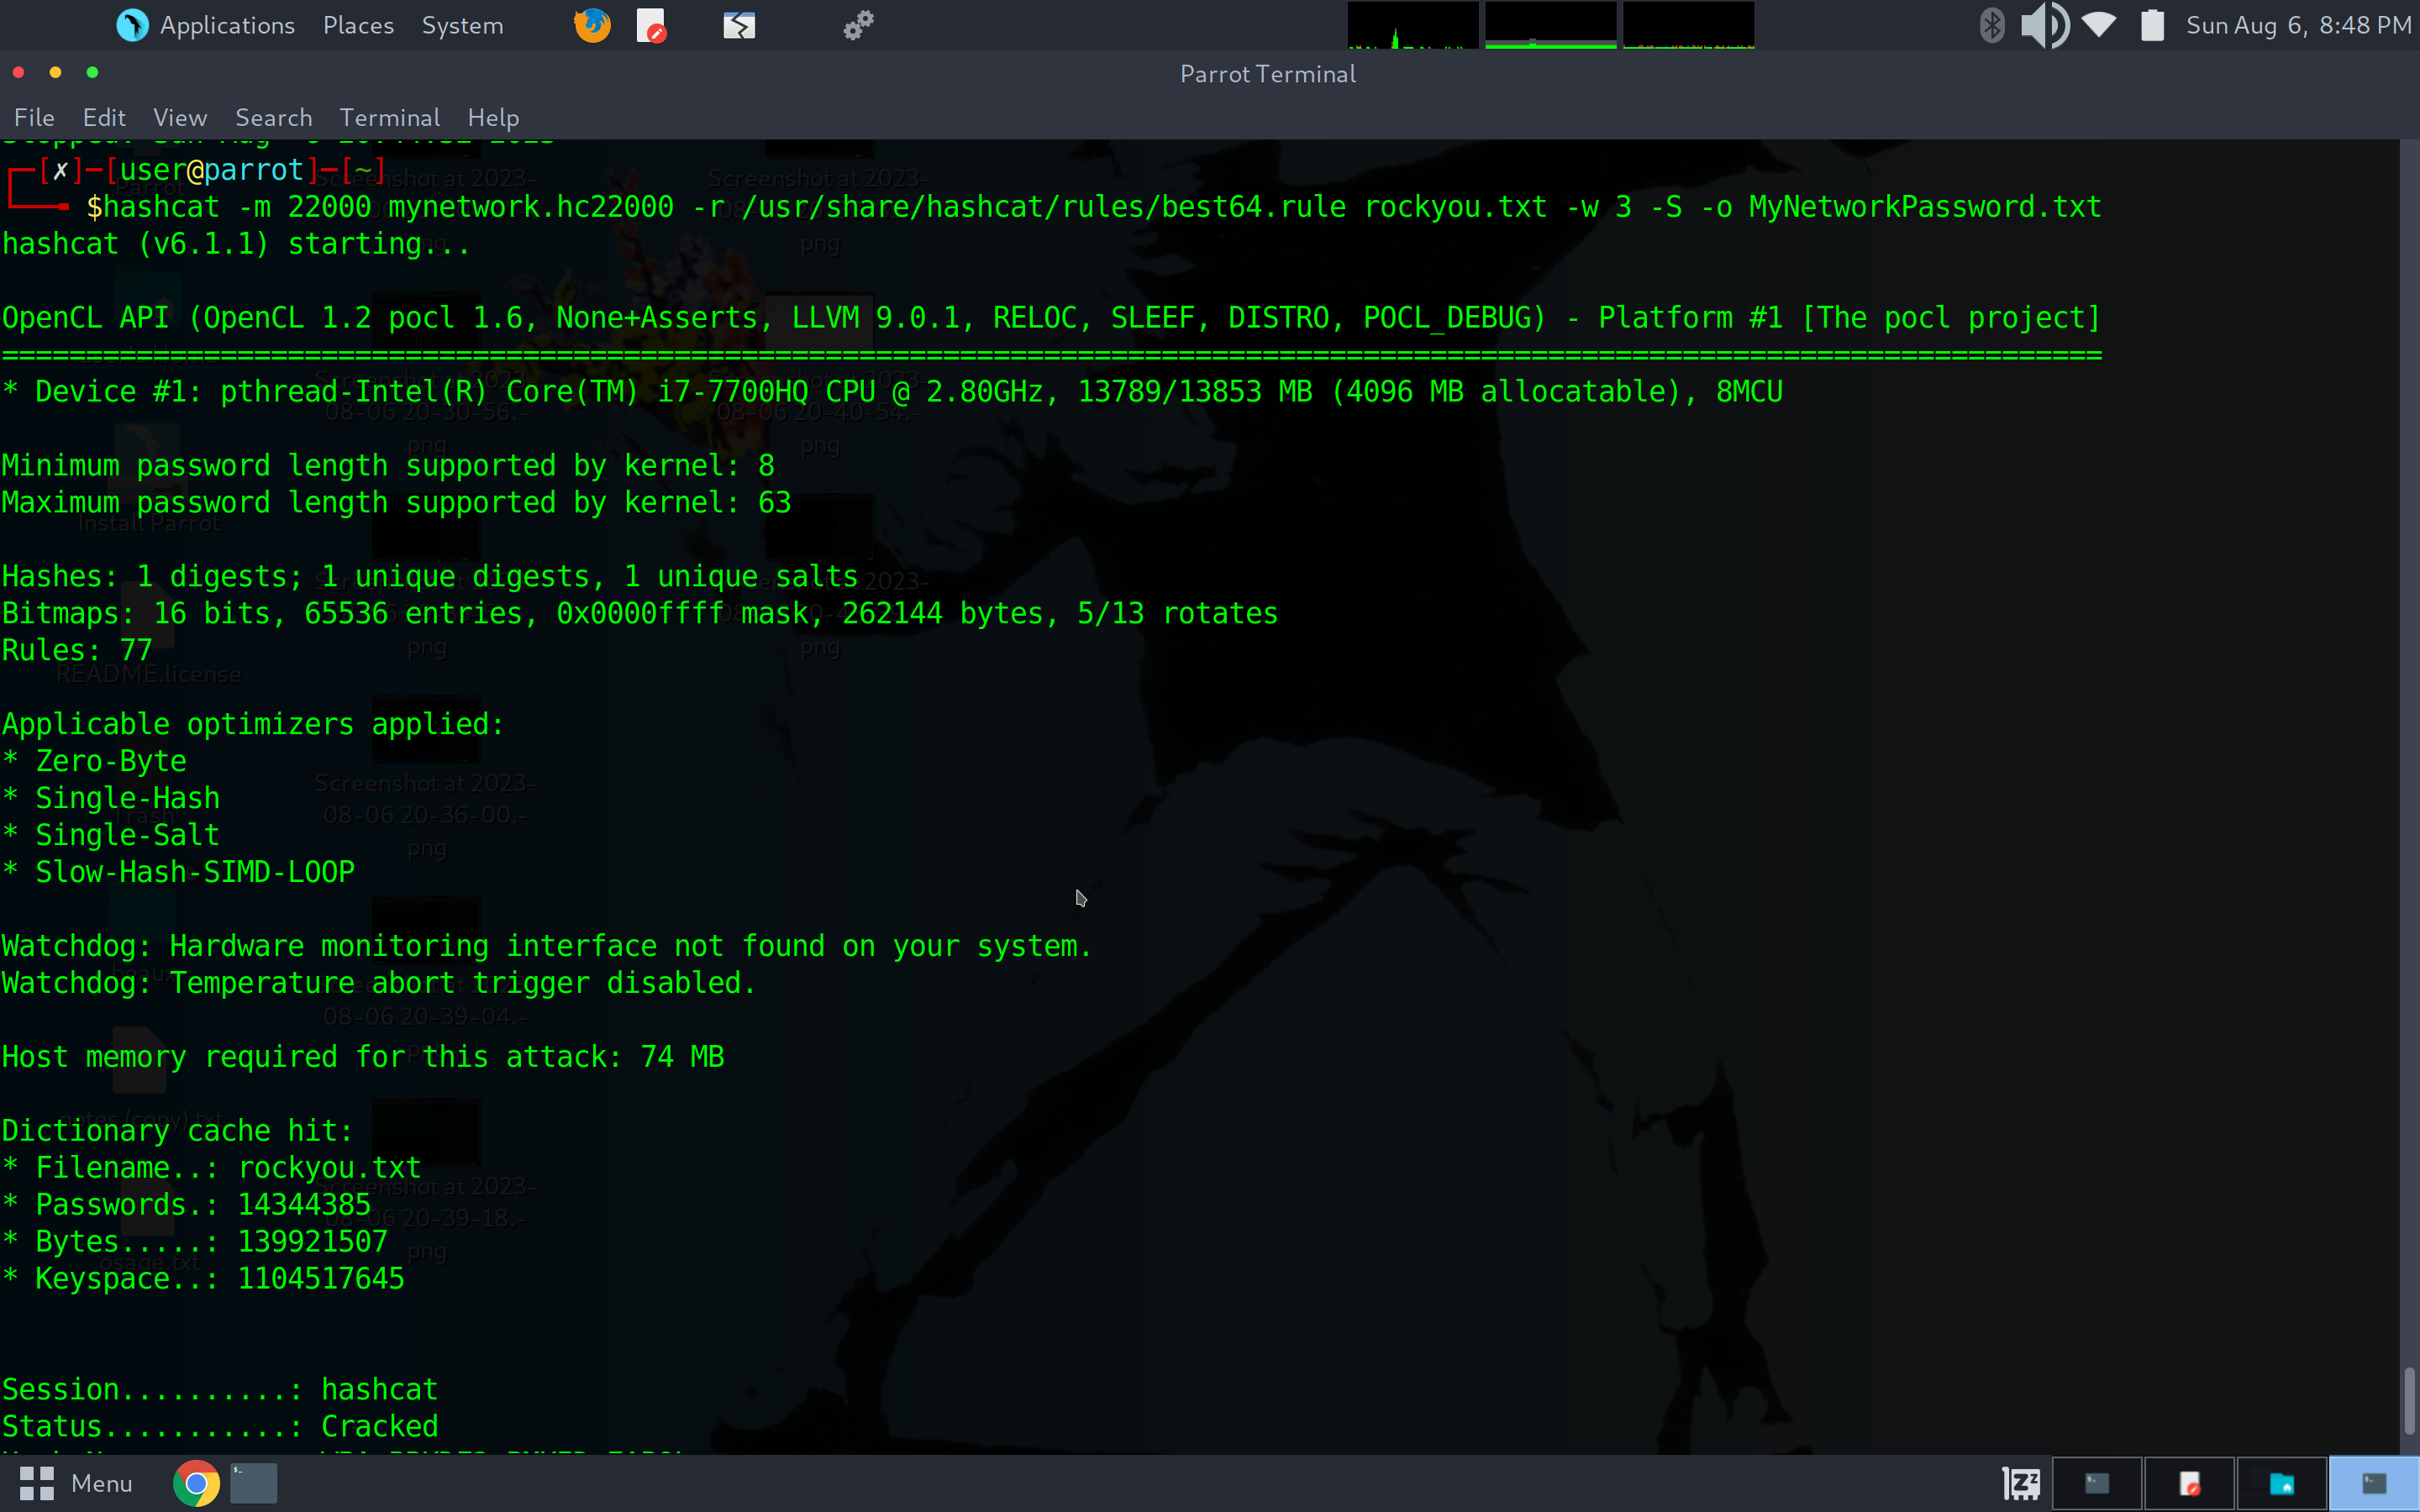 Applications Places System
Sun Aug 6, 8:48 PM
Parrot Terminal
File Edit View Search Terminal Help
┌─[✗]─[user@parrot]─[~]
└──╼ $hashcat -m 22000 mynetwork.hc22000 -r /usr/share/hashcat/rules/best64.rule rockyou.txt -w 3 -S -o MyNetworkPassword.txt
hashcat (v6.1.1) starting...
OpenCL API (OpenCL 1.2 pocl 1.6, None+Asserts, LLVM 9.0.1, RELOC, SLEEF, DISTRO, POCL_DEBUG) - Platform #1 [The pocl project]
=============================================================================================================================
* Device #1: pthread-Intel(R) Core(TM) i7-7700HQ CPU @ 2.80GHz, 13789/13853 MB (4096 MB allocatable), 8MCU
Minimum password length supported by kernel: 8
Maximum password length supported by kernel: 63
Hashes: 1 digests; 1 unique digests, 1 unique salts
Bitmaps: 16 bits, 65536 entries, 0x0000ffff mask, 262144 bytes, 5/13 rotates
Rules: 77
Applicable optimizers applied:
* Zero-Byte
* Single-Hash
* Single-Salt
* Slow-Hash-SIMD-LOOP
Watchdog: Hardware monitoring interface not found on your system.
Watchdog: Temperature abort trigger disabled.
Host memory required for this attack: 74 MB
Dictionary cache hit:
* Filename..: rockyou.txt
* Passwords.: 14344385
* Bytes.....: 139921507
* Keyspace..: 1104517645
Session..........: hashcat
Status...........: Cracked
Menu